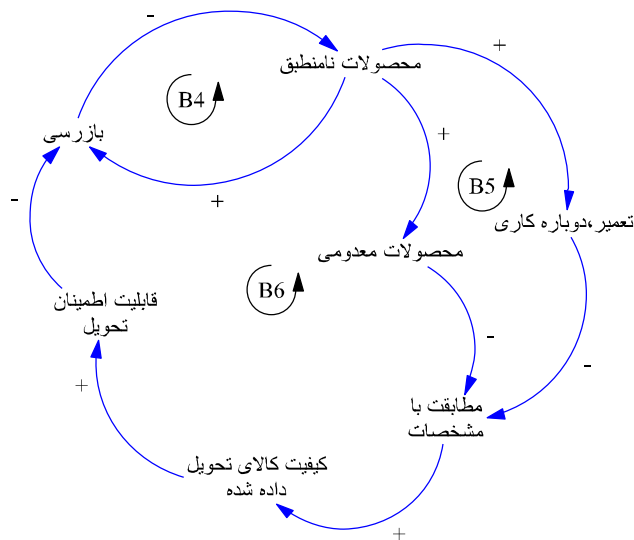 -
+
محصولات نامنطبق
B4
بازرسی
+
+
B5
-
تعمیر،دوباره کاری
محصولات معدومی
B6
قابلیت اطمینان
تحویل
-
-
مطابقت با
مشخصات
+
کیفیت کالای تحویل
داده شده
+